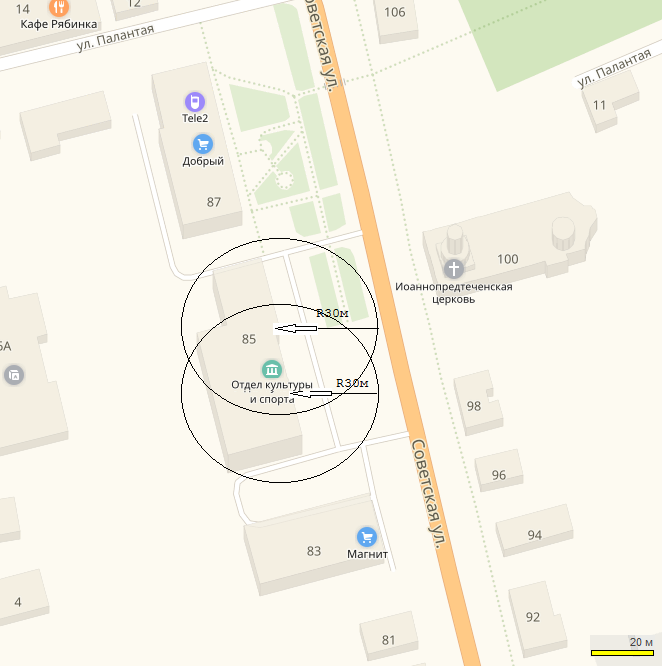 14
Кафе Рябинка
12
ул. Палантая
106
Советская ул.
ул. Палантая
11
Tele2
Добрый
87
100
Иоаннопредтеченская
церковь
R30м
85
6А
R30м
Отдел культуры
и спорта
98
Советская ул.
96
94
83
Магнит
4
92
81
20 м